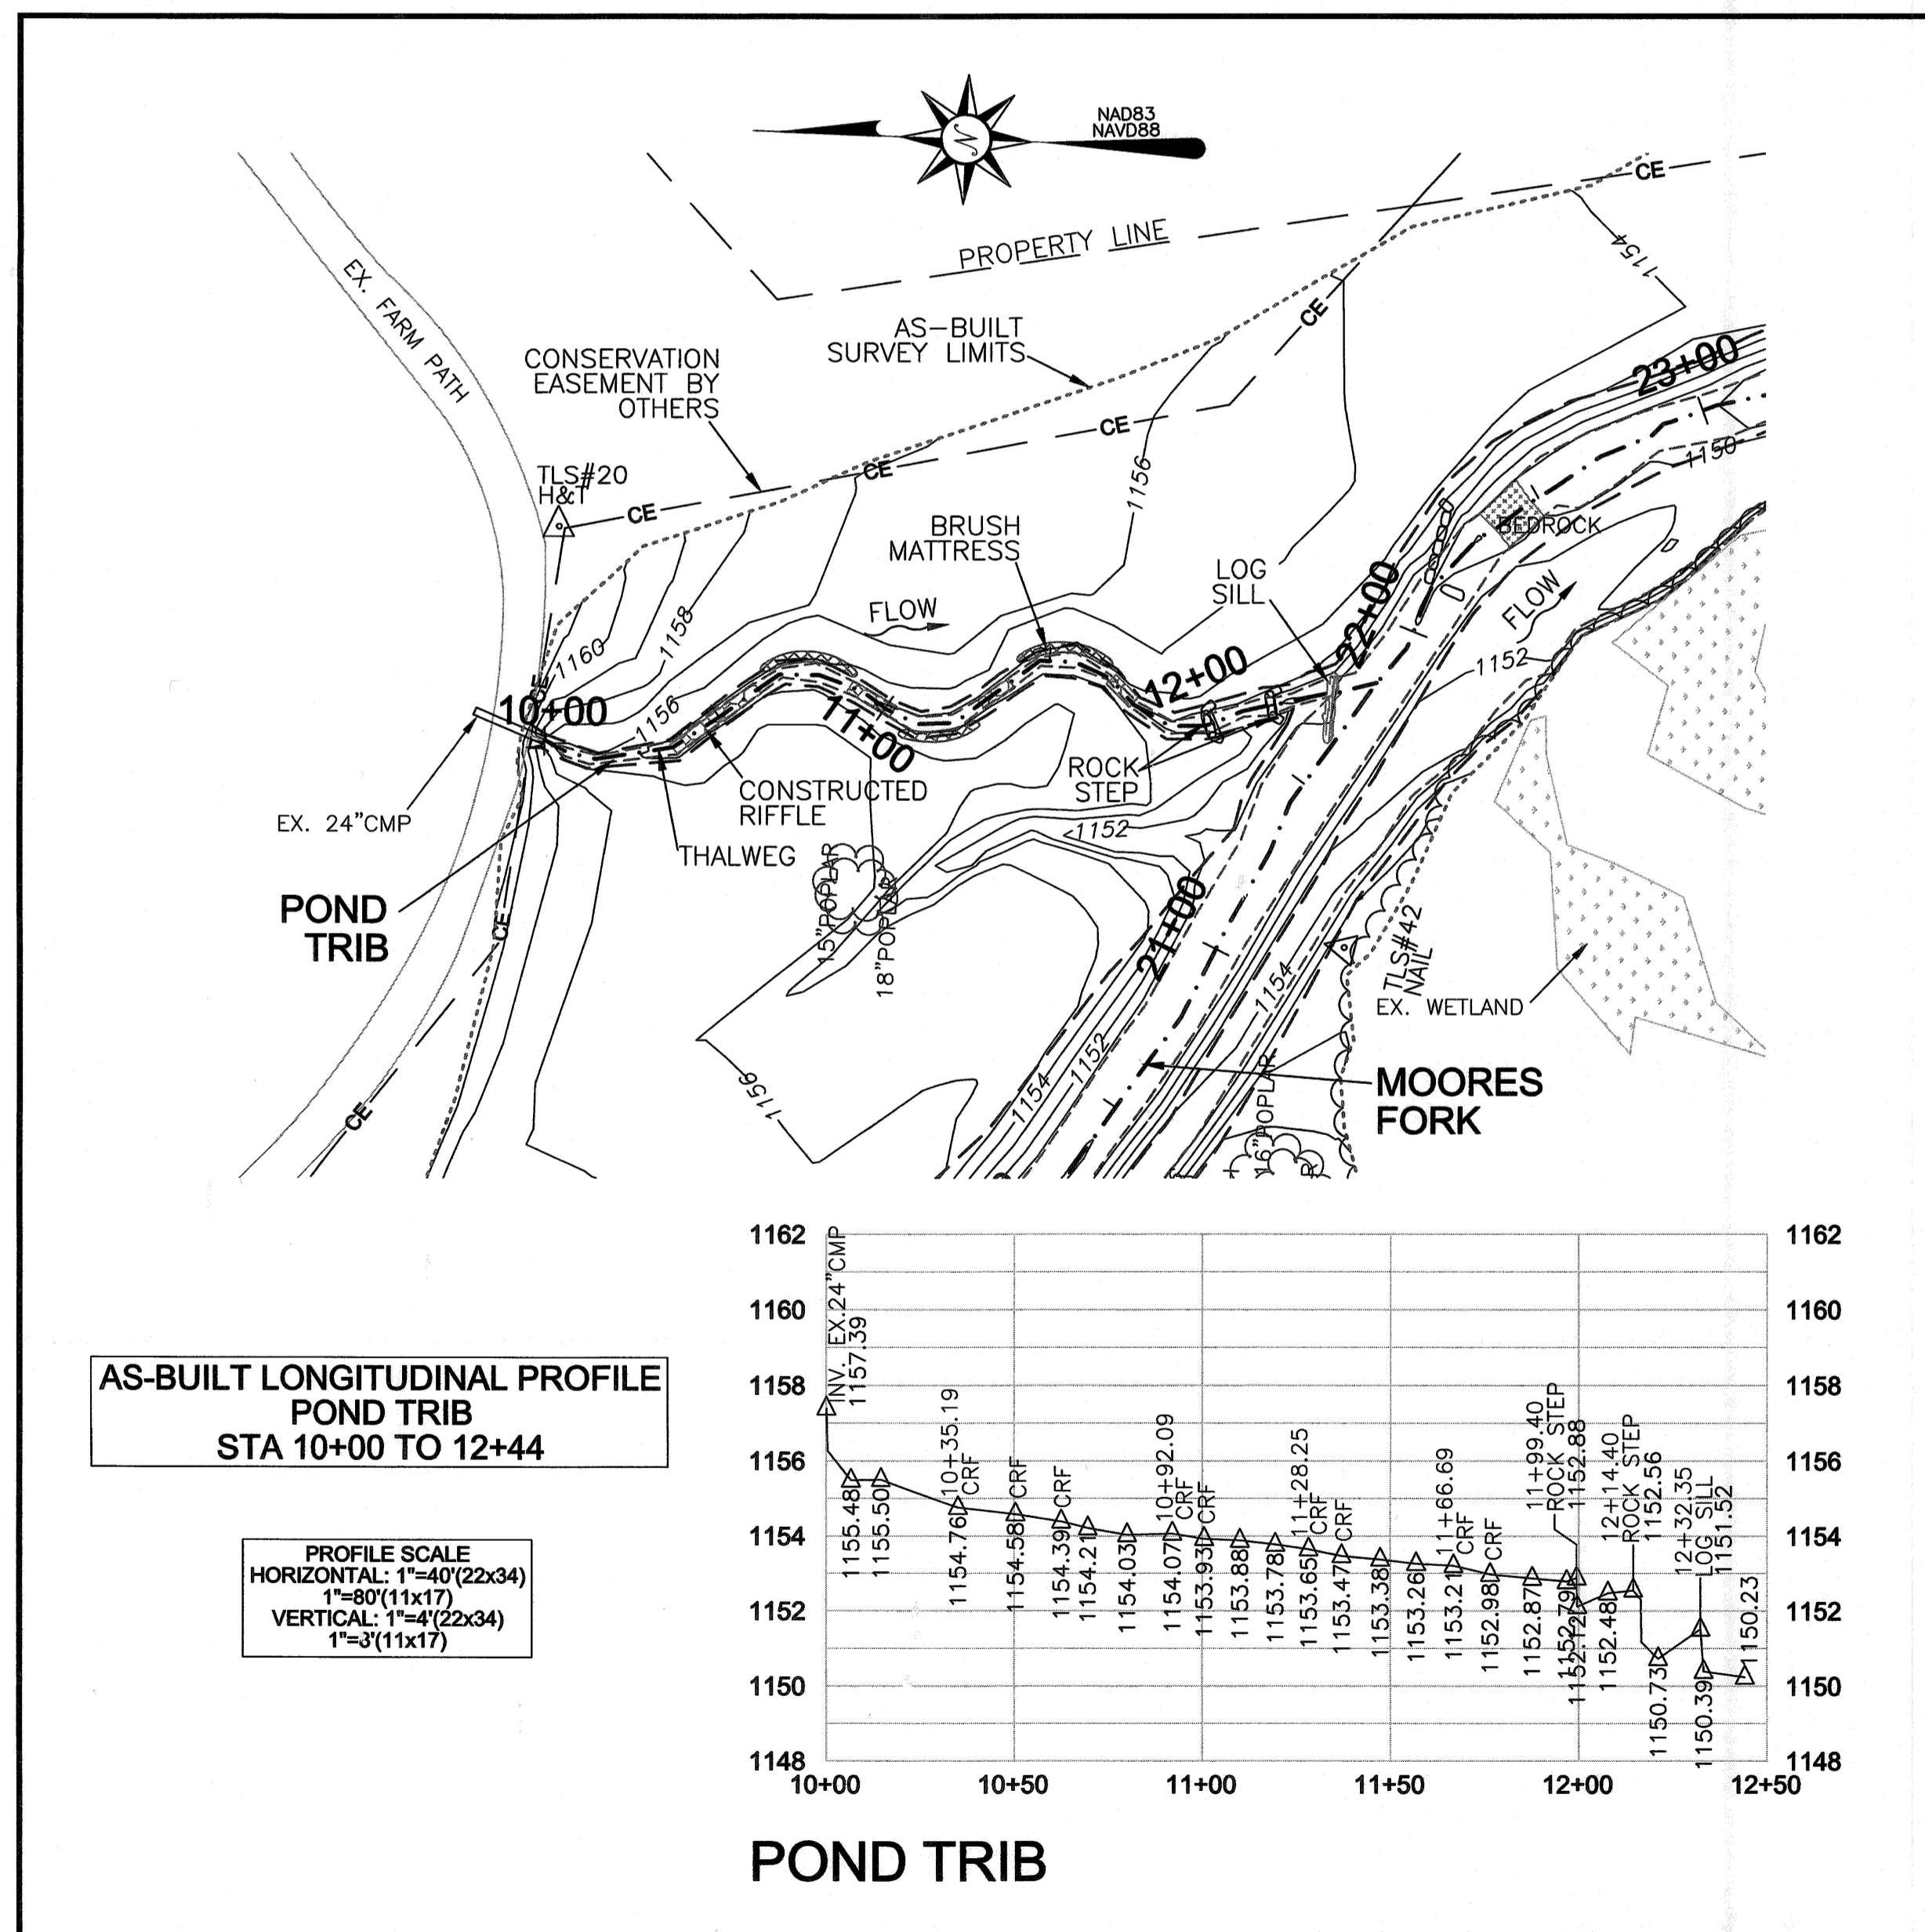 NAD83
NAVD88
CE
PROPERTY LINE
1154
EX. FARM PATH
AS-BUILT
SURVEY LIMITS
CE
CONSERVATION
EASEMENT BY
OTHERS
23+00
CE
CE
1150
1156
TLS#20
H&T
CE
BRUSH
MATTRESS
BEDROCK
LOG
SILL
FLOW
22+00
FLOW
1158
1160
1152
CE
10+00
1156
12+00
11+00
ROCK
STEP
CONSTRUCTED
RIFFLE
EX. 24"CMP
1152
THALWEG
15"POPLAR
18"POPLAR
POND
TRIB
CE
21+00
TLS#42
NAIL
1154
EX. WETLAND
1152
1154
1156
CE
MOORES
FORK
16"POPLAR
AS-BUILT LONGITUDINAL PROFILE
POND TRIB
STA 10+00 TO 12+44
PROFILE SCALE
HORIZONTAL: 1"=40'(22x34)
1"=80'(11x17)
VERTICAL: 1"=4'(22x34)
(11x17)
1162
1160
1158
1156
1154
1152
1150
1148
1162
1160
1158
1156
1154
1152
1150
1148
INV. EX.24"CMP
1157.39
1155.48
1155.50
10+35.19
CRF
1154.76
CRF
1154.58
CRF
1154.39
1154.21
1154.03
10+92.09
CRF
1154.07
CRF
1153.93
1153.88
1153.78
11+28.25
CRF
1153.65
CRF
1153.47
1153.38
1153.26
11+66.69
CRF
1153.21
CRF
1152.98
1152.87
1152.79
11+99.40
ROCK STEP
1152.88
1152.12
1152.48
12+14.40
ROCK STEP
1152.56
1150.73
12+32.35
LOG SILL
1151.52
1150.39
1150.23
10+00
10+50
11+00
11+50
12+00
12+50
POND TRIB